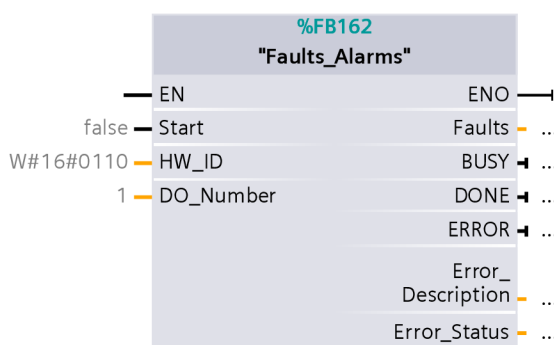 %FB162
"Faults_Alarms"
EN ENO
false Start Faults ...
W#16#0110 HW_ID BUSY ...
1 DO_Number DONE ...
ERROR ...
Error_
Description ...
Error_Status ...